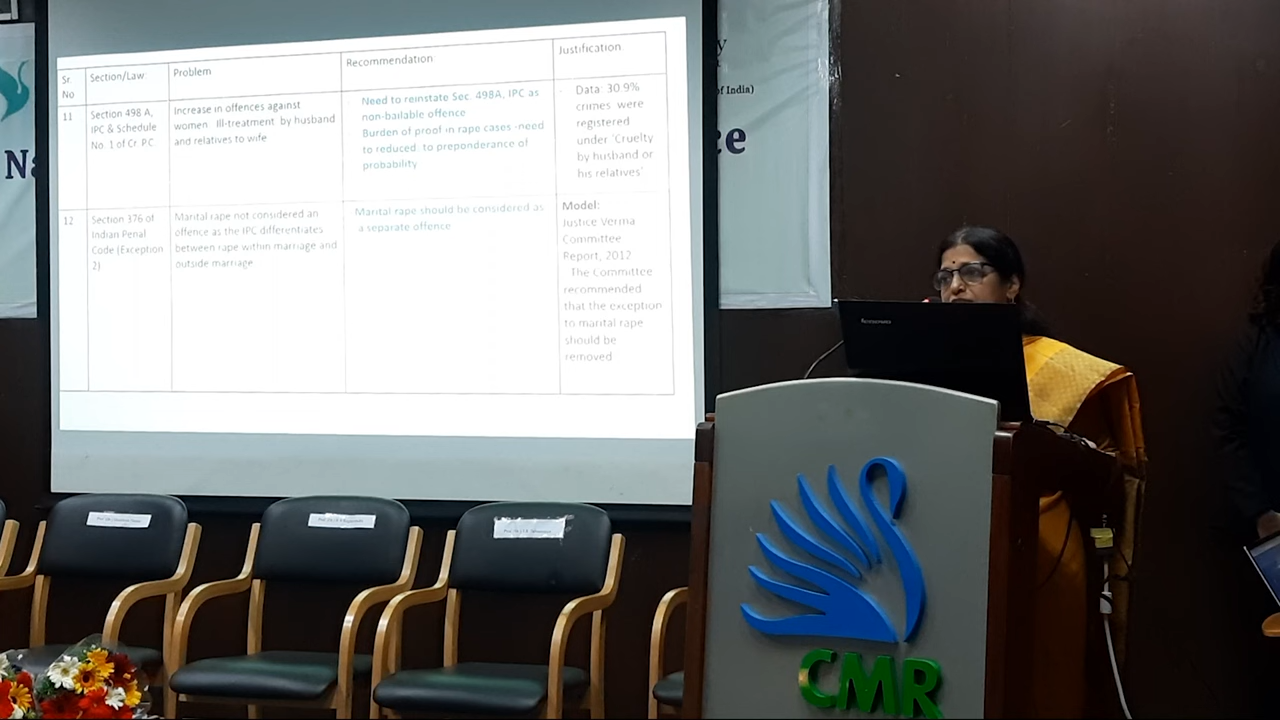 Sr. No
Section/Law:
Problem
Recommendation:
Justification
11
Section 498 A,
IPC & Schedule
No. 1 of Cr. P.C.
Increase in offences against
women Ill-treatment by husband
and relatives to wife
Need to reinstate Sec. 498A, IPC as
non-bailable offence
Burden of proof in rape cases -need
to reduced to preponderance of
probability
Data: 30.9%
crimes were
registered
under 'Cruelty
by husband or
his relatives'
12
Section 376 of
Indian Penal
Code (Exception
2)
Marital rape not considered an
offence as the IPC differentiates
between rape within marriage and
outside marriage
Marital rape should be considered as
a separate offence
Model:
Justice Verma
Committee
Report, 2012
The Committee
recommended
that the exception
to marital rape
should be
removed
of India)
Na
ce
lenovo
CMR